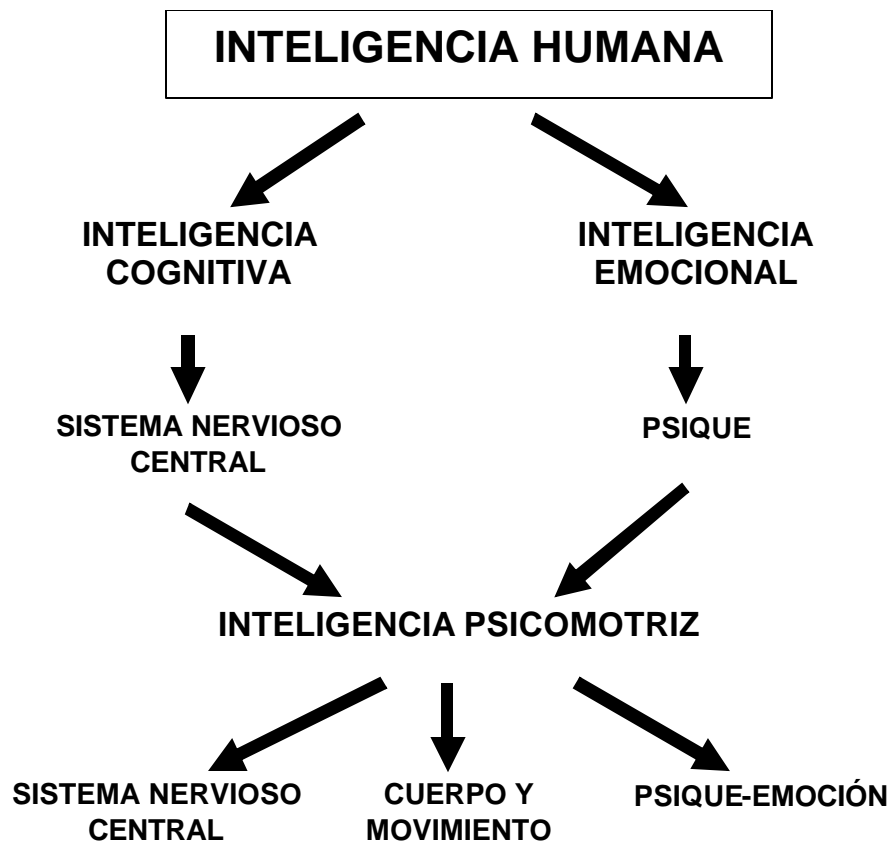 INTELIGENCIA HUMANA
INTELIGENCIA
COGNITIVA
INTELIGENCIA
EMOCIONAL
SISTEMA NERVIOSO
CENTRAL
PSIQUE
INTELIGENCIA PSICOMOTRIZ
SISTEMA NERVIOSO
CENTRAL
CUERPO Y
MOVIMIENTO
PSIQUE-EMOCIÓN